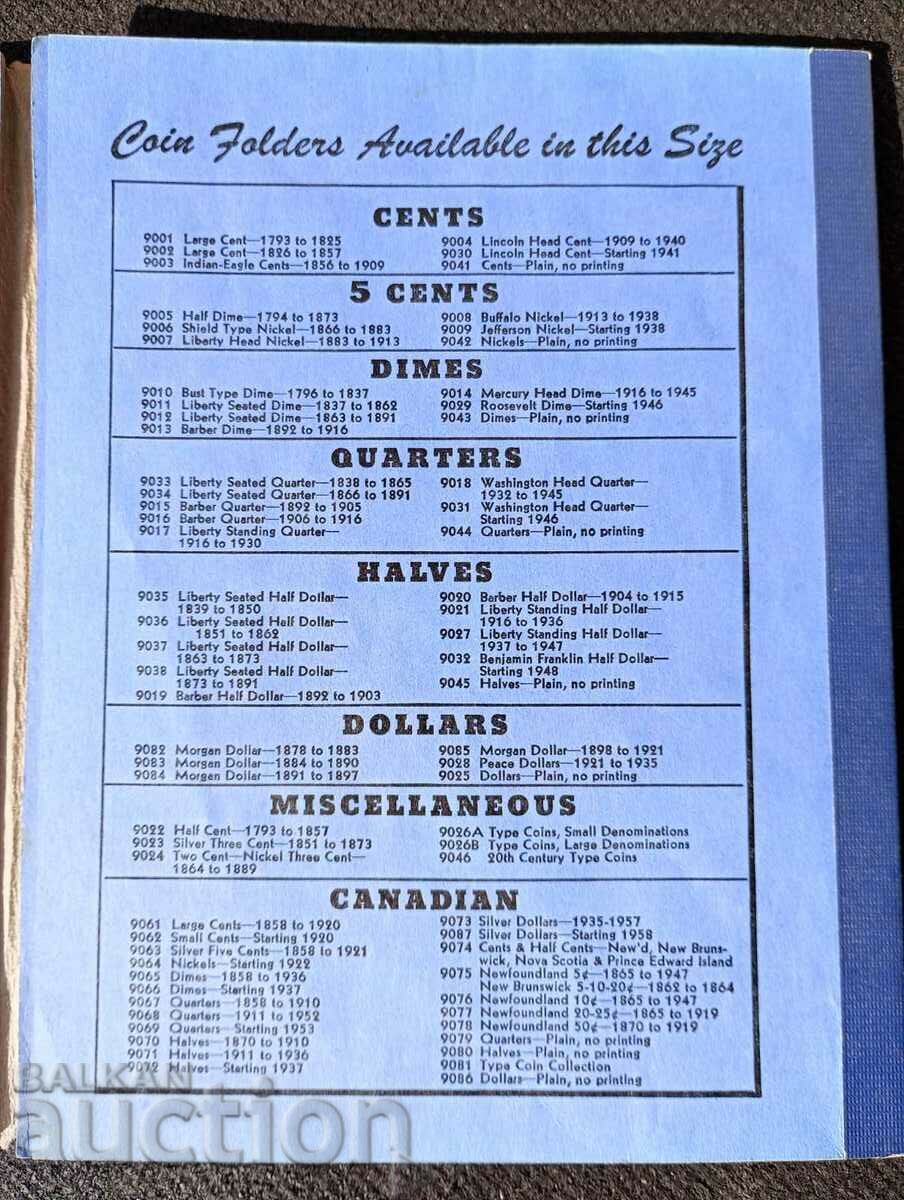 Coin Folders Available in this Size
CENTS
9001 Large Cent—1793 to 1825
9002 Large Cent—1826 to 1857
9003 Indian-Eagle Cents—1856 to 1909
9004 Lincoln Head Cent—1909 to 1940
9030 Lincoln Head Cent—Starting 1941
9041 Cents—Plain, no printing
5 CENTS
9005 Half Dime—1794 to 1873
9006 Shield Type Nickel—1866 to 1883
9007 Liberty Head Nickel—1883 to 1913
9008 Buffalo Nickel—1913 to 1938
9009 Jefferson Nickel—Starting 1938
9042 Nickels—Plain, no printing
DIMES
9010 Bust Type Dime—1796 to 1837
9011 Liberty Seated Dime—1837 to 1862
9012 Liberty Seated Dime—1863 to 1891
9013 Barber Dime—1892 to 1916
9014 Mercury Head Dime—1916 to 1945
9029 Roosevelt Dime—Starting 1946
9043 Dimes—Plain, no printing
QUARTERS
9033 Liberty Seated Quarter—1838 to 1865
9034 Liberty Seated Quarter—1866 to 1891
9015 Barber Quarter—1892 to 1905
9016 Barber Quarter—1906 to 1916
9017 Liberty Standing Quarter—
1916 to 1930
9018 Washington Head Quarter—
1932 to 1945
9031 Washington Head Quarter—
Starting 1946
9044 Quarters—Plain, no printing
HALVES
9035 Liberty Seated Half Dollar—
1839 to 1850
9036 Liberty Seated Half Dollar—
1851 to 1862
9037 Liberty Seated Half Dollar—
1863 to 1873
9038 Liberty Seated Half Dollar—
1873 to 1891
9019 Barber Half Dollar—1892 to 1903
9020 Barber Half Dollar—1904 to 1915
9021 Liberty Standing Half Dollar—
1916 to 1936
9027 Liberty Standing Half Dollar—
1937 to 1947
9032 Benjamin Franklin Half Dollar—
Starting 1948
9045 Halves—Plain, no printing
DOLLARS
9082 Morgan Dollar—1878 to 1883
9083 Morgan Dollar—1884 to 1890
9084 Morgan Dollar—1891 to 1897
9085 Morgan Dollar—1898 to 1921
9028 Peace Dollars—1921 to 1935
9025 Dollars—Plain, no printing
MISCELLANEOUS
9022 Half Cent—1793 to 1857
9023 Silver Three Cent—1851 to 1873
9024 Two Cent—Nickel Three Cent—
1864 to 1889
9026A Type Coins, Small Denominations
9026B Type Coins, Large Denominations
9046 20th Century Type Coins
CANADIAN
9061 Large Cents—1858 to 1920
9062 Small Cents—Starting 1920
9063 Silver Five Cents—1858 to 1921
9064 Nickels—Starting 1922
9065 Dimes—1858 to 1936
9066 Dimes—Starting 1937
9067 Quarters—1858 to 1910
9068 Quarters—1911 to 1952
9069 Quarters—Starting 1953
9070 Halves—1870 to 1910
9071 Halves—1911 to 1936
9072 Halves—Starting 1937
9073 Silver Dollars—1935-1957
9087 Silver Dollars—Starting 1958
9074 Cents & Half Cents—New'd, New Bruns-
wick, Nova Scotia & Prince Edward Island
9075 Newfoundland 5¢—1865 to 1947
New Brunswick 5-10-20¢—1862 to 1864
9076 Newfoundland 10¢—1865 to 1947
9077 Newfoundland 20-25¢—1865 to 1919
9078 Newfoundland 50¢—1870 to 1919
9079 Quarters—Plain, no printing
9080 Halves—Plain, no printing
9081 Type Coin Collection
9086 Dollars—Plain, no printing
BALKAN
auction